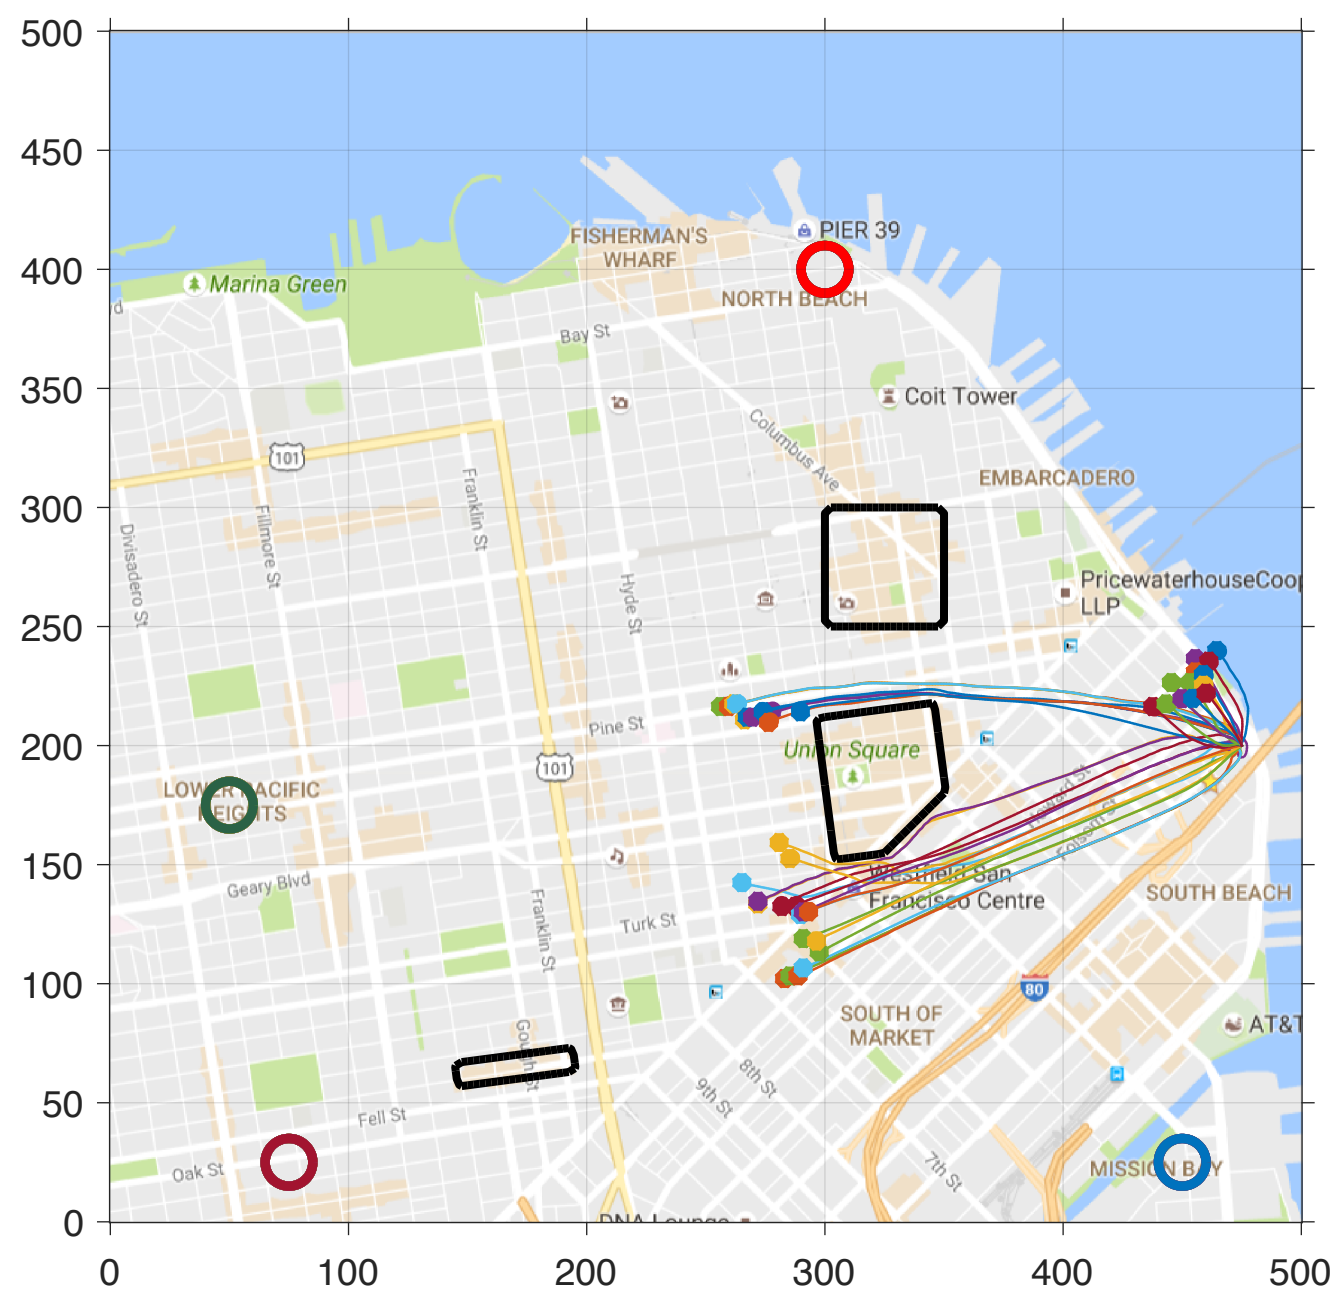 500
450
400
350
300
250
200
150
100
50
0
PIER 39
FISHERMAN'S
WHARF
Marina Green
NORTH BEACH
Bay St
Coit Tower
Columbus Ave
101
EMBARCADERO
Franklin St
Fillmore St
Divisadero St
Hyde St
PricewaterhouseCoop
LLP
Pine St
Union Square
101
LOWER PACIFIC
HEIGHTS
Howard St
Folsom St
Geary Blvd
Westfield San
Francisco Centre
SOUTH BEACH
Turk St
Franklin St
80
SOUTH OF
MARKET
AT&T
Gough St
8th St
9th St
Fell St
7th St
Oak St
MISSION BAY
DNA Lounge
0
100
200
300
400
500